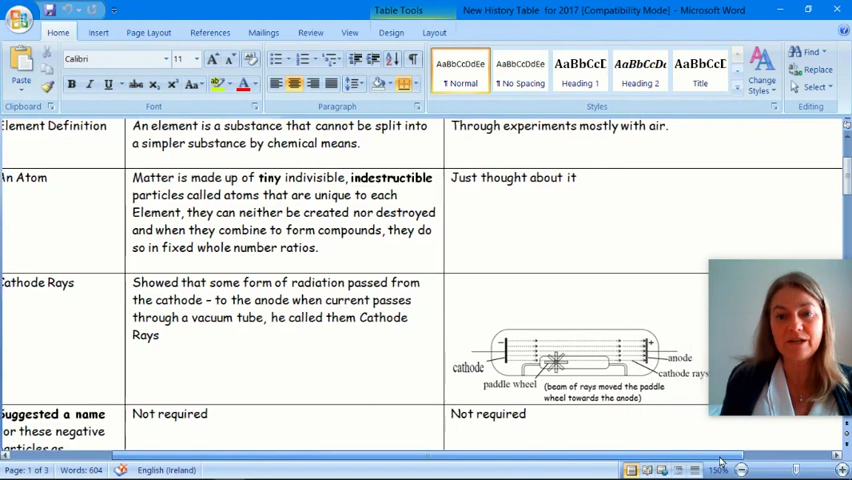 Table Tools
New History Table for 2017 [Compatibility Mode] - Microsoft Word
Home
Insert
Page Layout
References
Mailings
Review
View
Design
Layout
Paste
Calibri
11
AaBbCcDdEe
AaBbCcDdEe
AaBbCcD
AaBbCcDc
AaBbCcD
¶ Normal
¶ No Spacing
Heading 1
Heading 2
Title
Change
Styles
Find
Replace
Select
Clipboard
Font
Paragraph
Styles
Editing
Element Definition
An element is a substance that cannot be split into
a simpler substance by chemical means.
Through experiments mostly with air.
An Atom
Matter is made up of tiny indivisible, indestructible
particles called atoms that are unique to each
Element, they can neither be created nor destroyed
and when they combine to form compounds, they do
so in fixed whole number ratios.
Just thought about it
Cathode Rays
Showed that some form of radiation passed from
the cathode – to the anode when current passes
through a vacuum tube, he called them Cathode
Rays
−
+
cathode
anode
cathode rays
paddle wheel
(beam of rays moved the paddle
wheel towards the anode)
Suggested a name
for these negative
particles as
Not required
Not required
Page: 1 of 3
Words: 604
English (Ireland)
150%